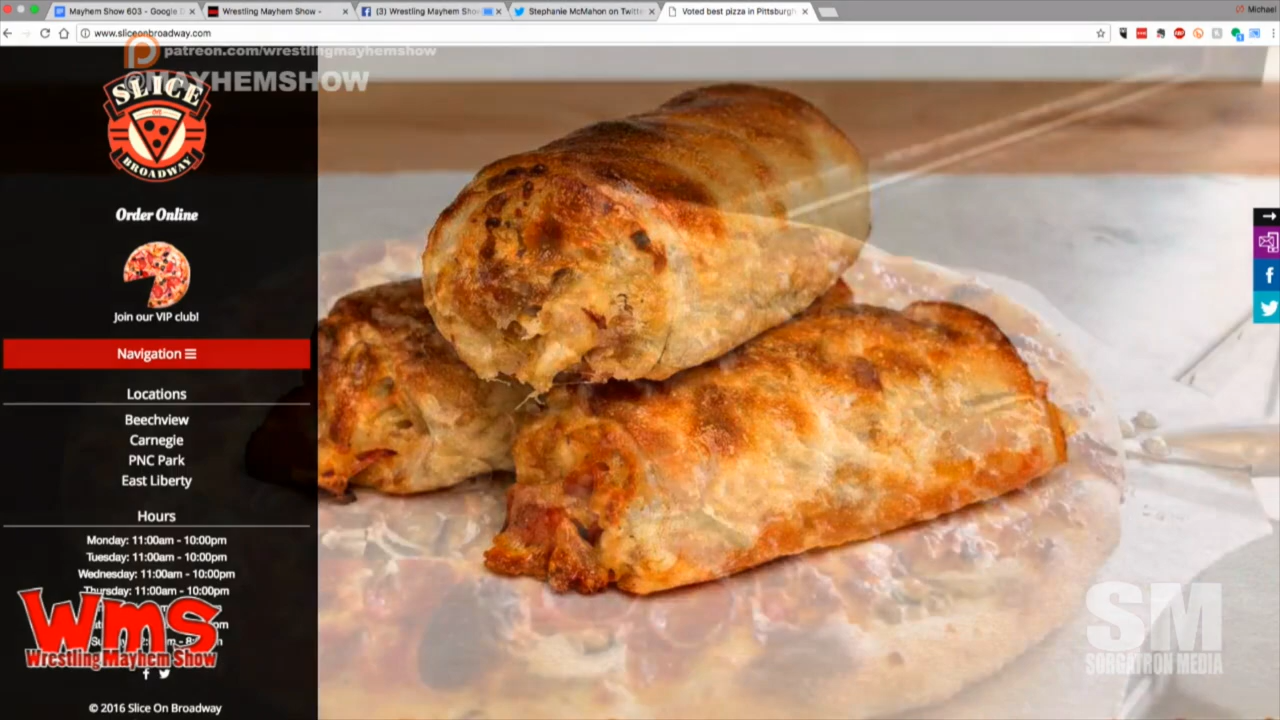 Mayhem Show 603 - Google D
Wrestling Mayhem Show -
(3) Wrestling Mayhem Sho
Stephanie McMahon on Twitte
Voted best pizza in Pittsburgh
Michael
www.sliceonbroadway.com
patreon.com/wrestlingmayhemshow
@MAYHEMSHOW
SLICE
ON
BROADWAY
Order Online
Join our VIP club!
Navigation
Locations
Beechview
Carnegie
PNC Park
East Liberty
Hours
Monday: 11:00am - 10:00pm
Tuesday: 11:00am - 10:00pm
Wednesday: 11:00am - 10:00pm
Thursday: 11:00am - 10:00pm
WMS
Wrestling Mayhem Show
SM
SORGATRON MEDIA
© 2016 Slice On Broadway